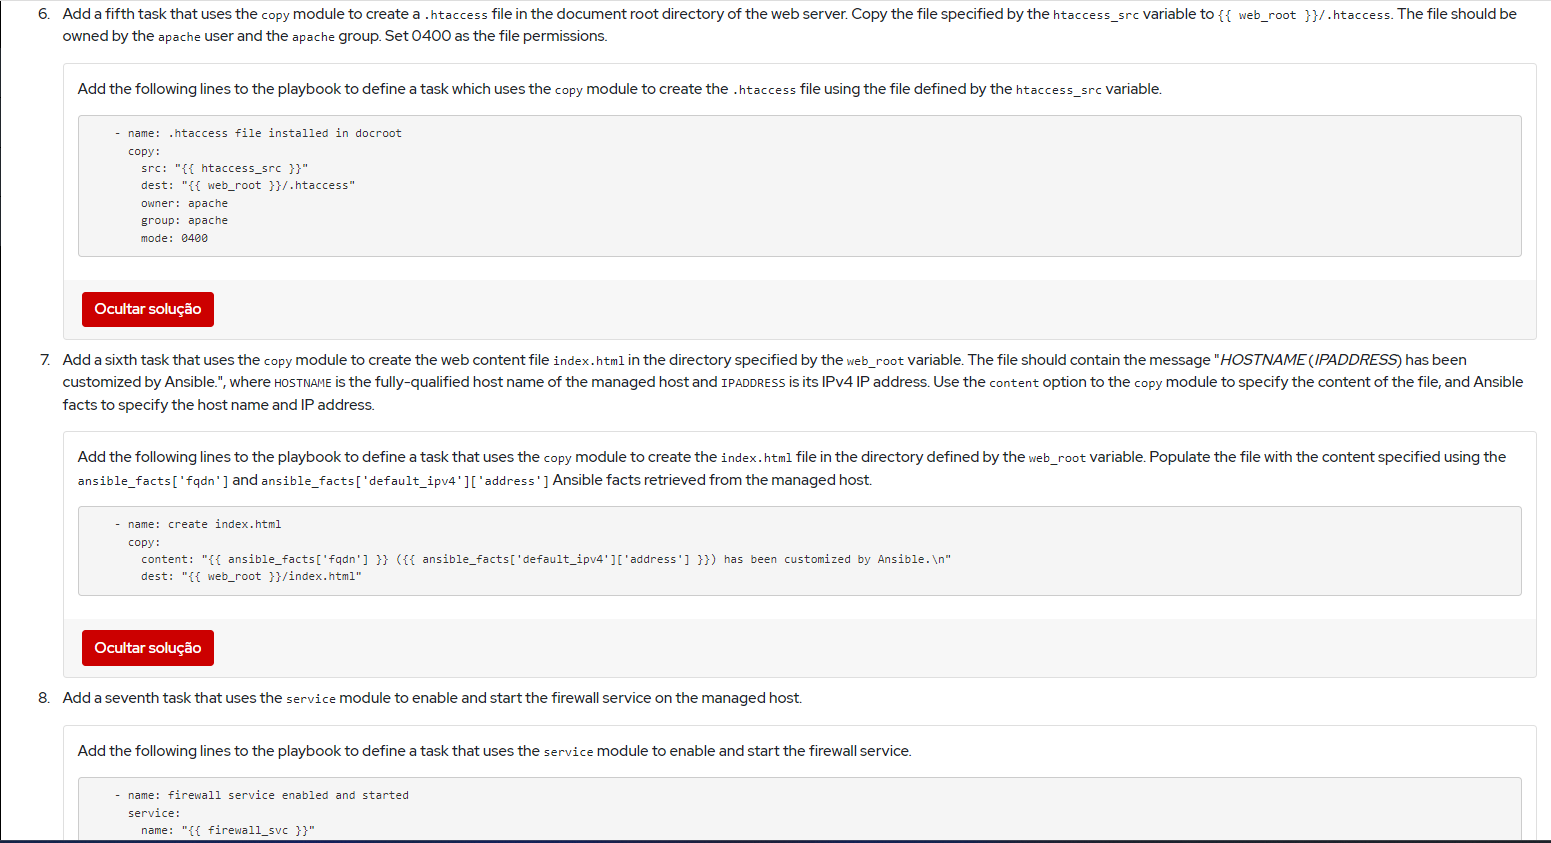 6. Add a fifth task that uses the copy module to create a .htaccess file in the document root directory of the web server. Copy the file specified by the htaccess_src variable to {{ web_root }}/.htaccess. The file should be
owned by the apache user and the apache group. Set 0400 as the file permissions.
Add the following lines to the playbook to define a task which uses the copy module to create the .htaccess file using the file defined by the htaccess_src variable.
- name: .htaccess file installed in docroot
copy:
src: "{{ htaccess_src }}"
dest: "{{ web_root }}/.htaccess"
owner: apache
group: apache
mode: 0400
Ocultar solução
7. Add a sixth task that uses the copy module to create the web content file index.html in the directory specified by the web_root variable. The file should contain the message "HOSTNAME (IPADDRESS) has been
customized by Ansible.", where HOSTNAME is the fully-qualified host name of the managed host and IPADDRESS is its IPv4 IP address. Use the content option to the copy module to specify the content of the file, and Ansible
facts to specify the host name and IP address.
Add the following lines to the playbook to define a task that uses the copy module to create the index.html file in the directory defined by the web_root variable. Populate the file with the content specified using the
ansible_facts['fqdn'] and ansible_facts['default_ipv4']['address'] Ansible facts retrieved from the managed host.
- name: create index.html
copy:
content: "{{ ansible_facts['fqdn'] }} ({{ ansible_facts['default_ipv4']['address'] }}) has been customized by Ansible.\n"
dest: "{{ web_root }}/index.html"
Ocultar solução
8. Add a seventh task that uses the service module to enable and start the firewall service on the managed host.
Add the following lines to the playbook to define a task that uses the service module to enable and start the firewall service.
- name: firewall service enabled and started
service:
name: "{{ firewall_svc }}"